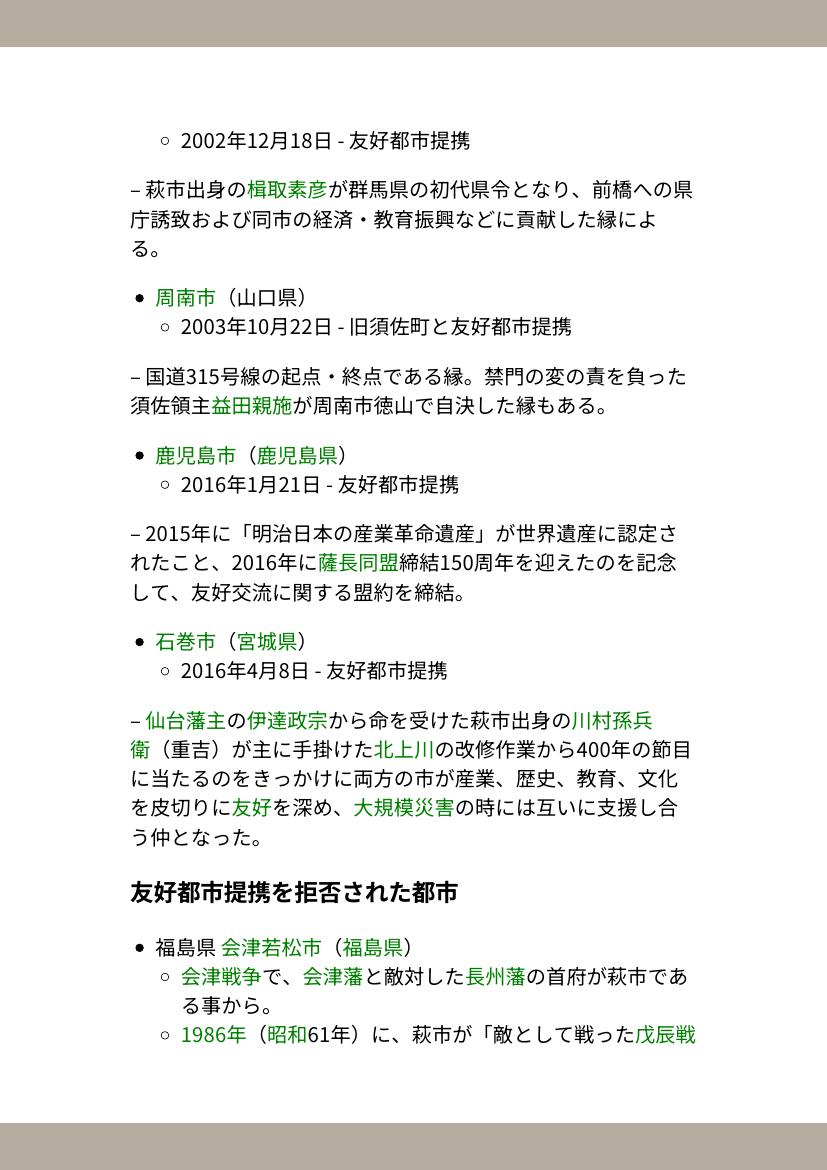 ○ 2002年12月18日 - 友好都市提携
– 萩市出身の楫取素彦が群馬県の初代県令となり、前橋への県
庁誘致および同市の経済・教育振興などに貢献した縁によ
る。
● 周南市（山口県）
○ 2003年10月22日 - 旧須佐町と友好都市提携
– 国道315号線の起点・終点である縁。禁門の変の責を負った
須佐領主益田親施が周南市徳山で自決した縁もある。
● 鹿児島市（鹿児島県）
○ 2016年1月21日 - 友好都市提携
– 2015年に「明治日本の産業革命遺産」が世界遺産に認定さ
れたこと、2016年に薩長同盟締結150周年を迎えたのを記念
して、友好交流に関する盟約を締結。
● 石巻市（宮城県）
○ 2016年4月8日 - 友好都市提携
– 仙台藩主の伊達政宗から命を受けた萩市出身の川村孫兵
衛（重吉）が主に手掛けた北上川の改修作業から400年の節目
に当たるのをきっかけに両方の市が産業、歴史、教育、文化
を皮切りに友好を深め、大規模災害の時には互いに支援し合
う仲となった。
友好都市提携を拒否された都市
● 福島県 会津若松市（福島県）
○ 会津戦争で、会津藩と敵対した長州藩の首府が萩市であ
る事から。
○ 1986年（昭和61年）に、萩市が「敵として戦った戊辰戦